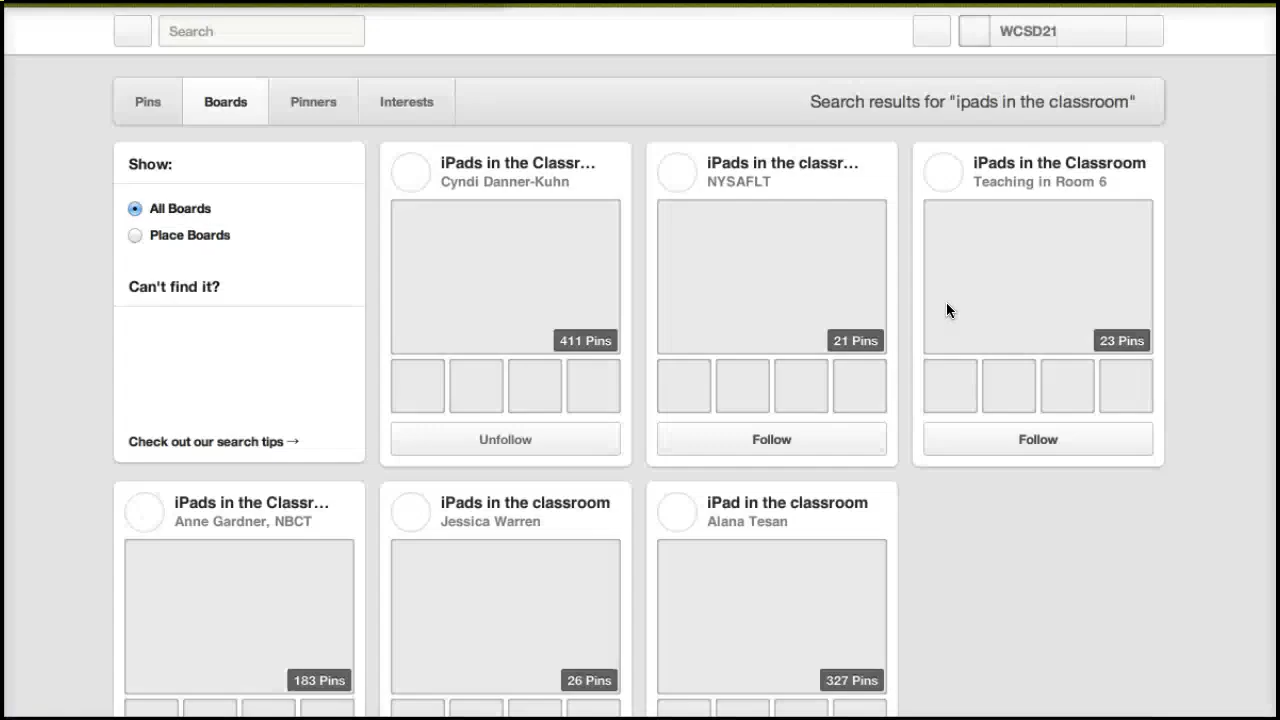 Search
WCSD21
Pins
Boards
Pinners
Interests
Search results for "ipads in the classroom"
Show:
All Boards
Place Boards
Can't find it?
Check out our search tips →
iPads in the Classr...
Cyndi Danner-Kuhn
411 Pins
Unfollow
iPads in the classr...
NYSAFLT
21 Pins
Follow
iPads in the Classroom
Teaching in Room 6
23 Pins
Follow
iPads in the Classr...
Anne Gardner, NBCT
183 Pins
iPads in the classroom
Jessica Warren
26 Pins
iPad in the classroom
Alana Tesan
327 Pins